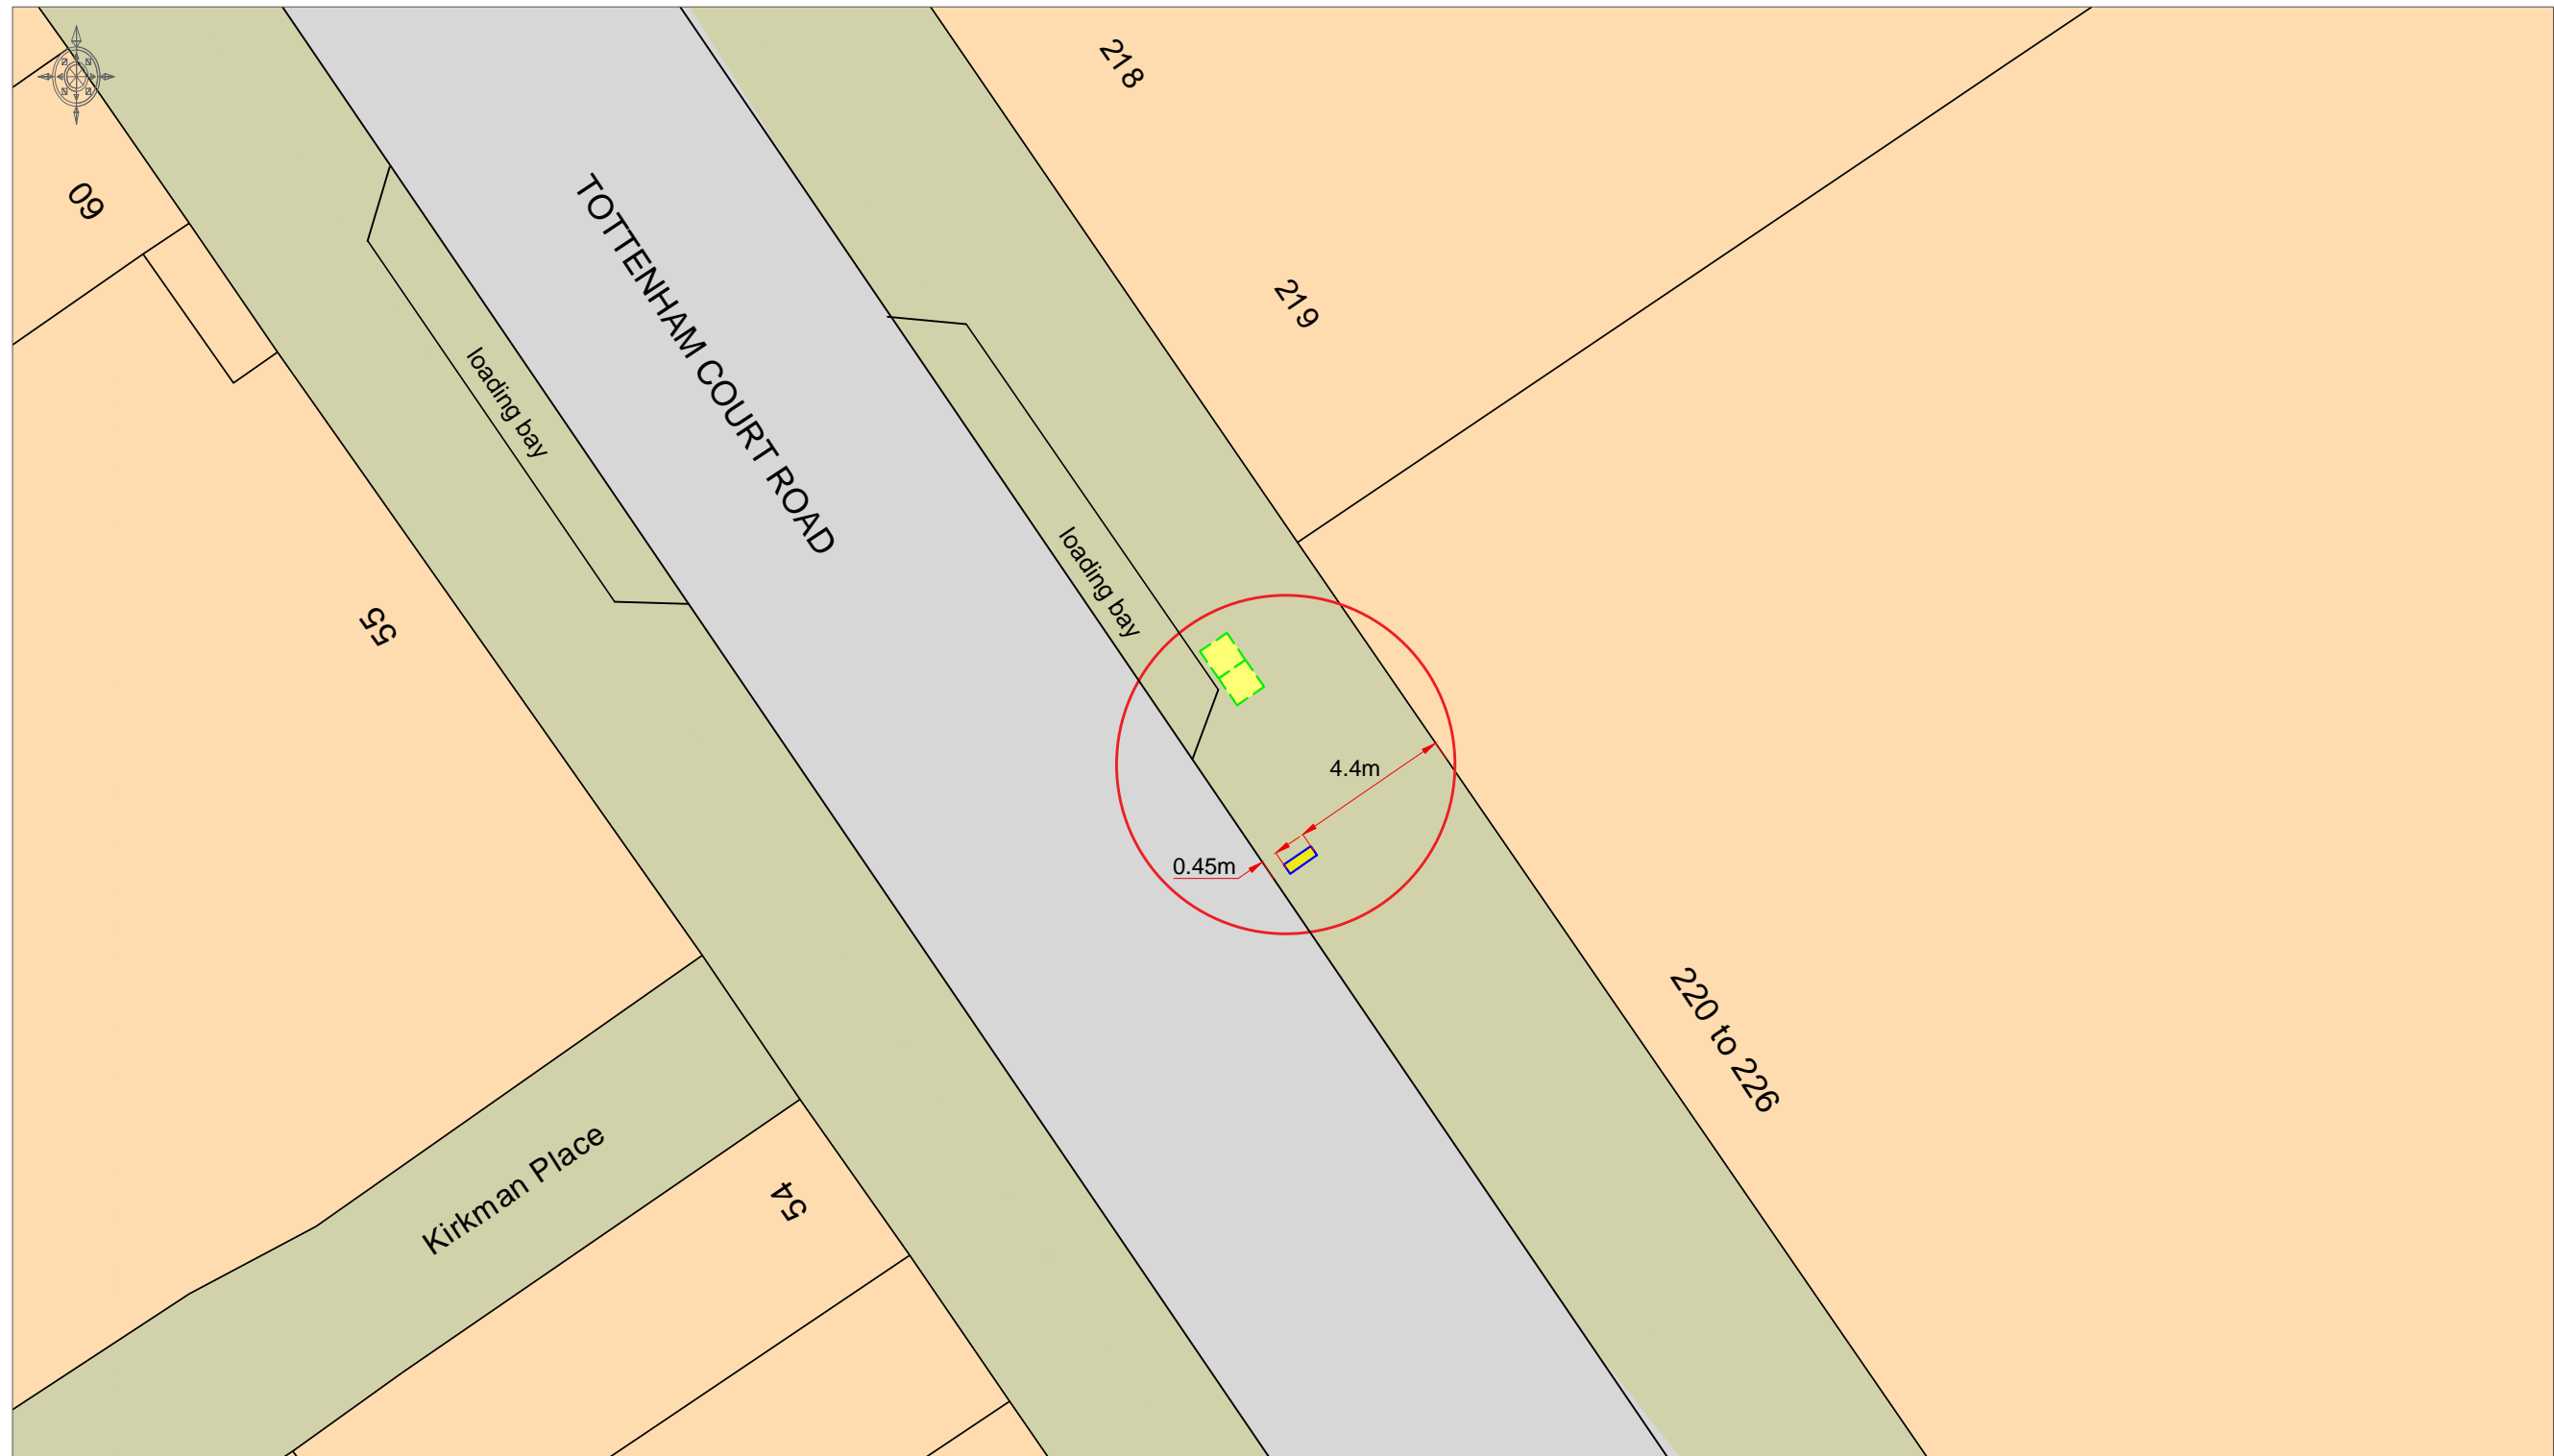 218
60
219
TOTTENHAM COURT ROAD
loading bay
loading bay
55
4.4m
0.45m
220 to 226
Kirkman Place
54